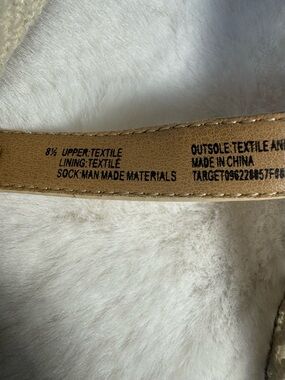 8½ UPPER:TEXTILE
LINING:TEXTILE
SOCK:MAN MADE MATERIALS
OUTSOLE:TEXTILE AND
MADE IN CHINA